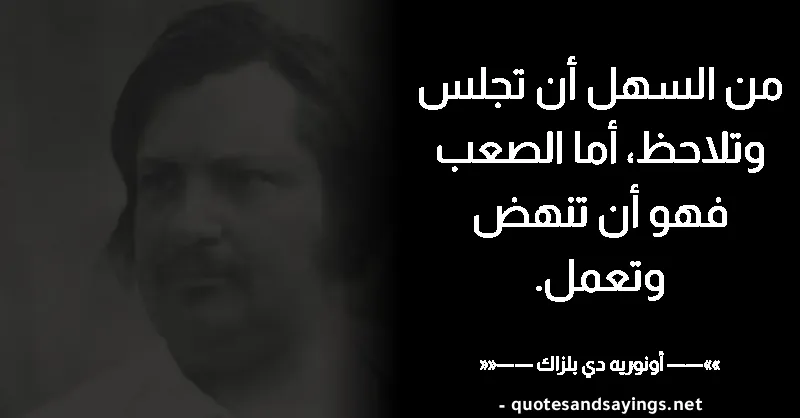 من السهل أن تجلس
وتلاحظ، أما الصعب
فهو أن تنهض
وتعمل.
»»—— أونوريه دي بلزاك ——««
- quotesandsayings.net